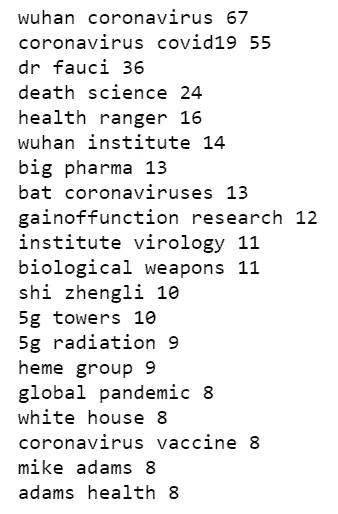 wuhan coronavirus 67
coronavirus covid19 55
dr fauci 36
death science 24
health ranger 16
wuhan institute 14
big pharma 13
bat coronaviruses 13
gainoffunction research 12
institute virology 11
biological weapons 11
shi zhengli 10
5g towers 10
5g radiation 9
heme group 9
global pandemic 8
white house 8
coronavirus vaccine 8
mike adams 8
adams health 8